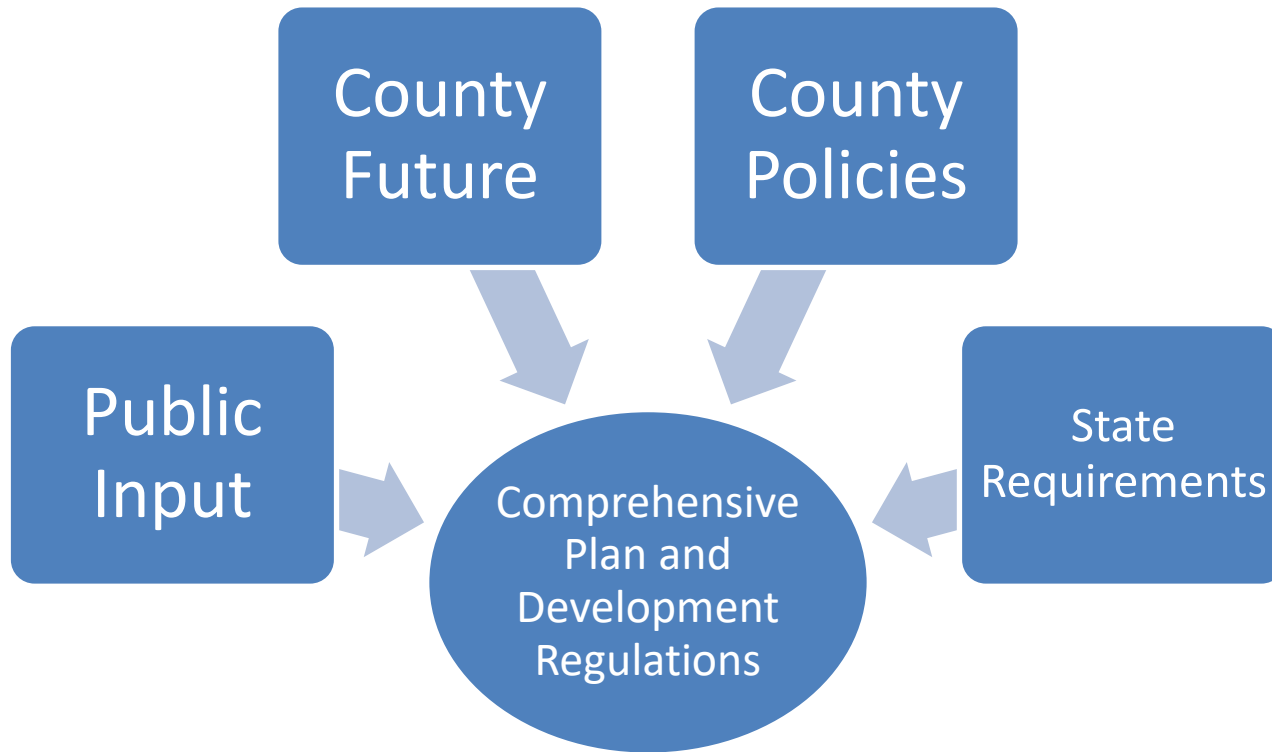 County
Future
County
Policies
Public
Input
State
Requirements
Comprehensive
Plan and
Development
Regulations